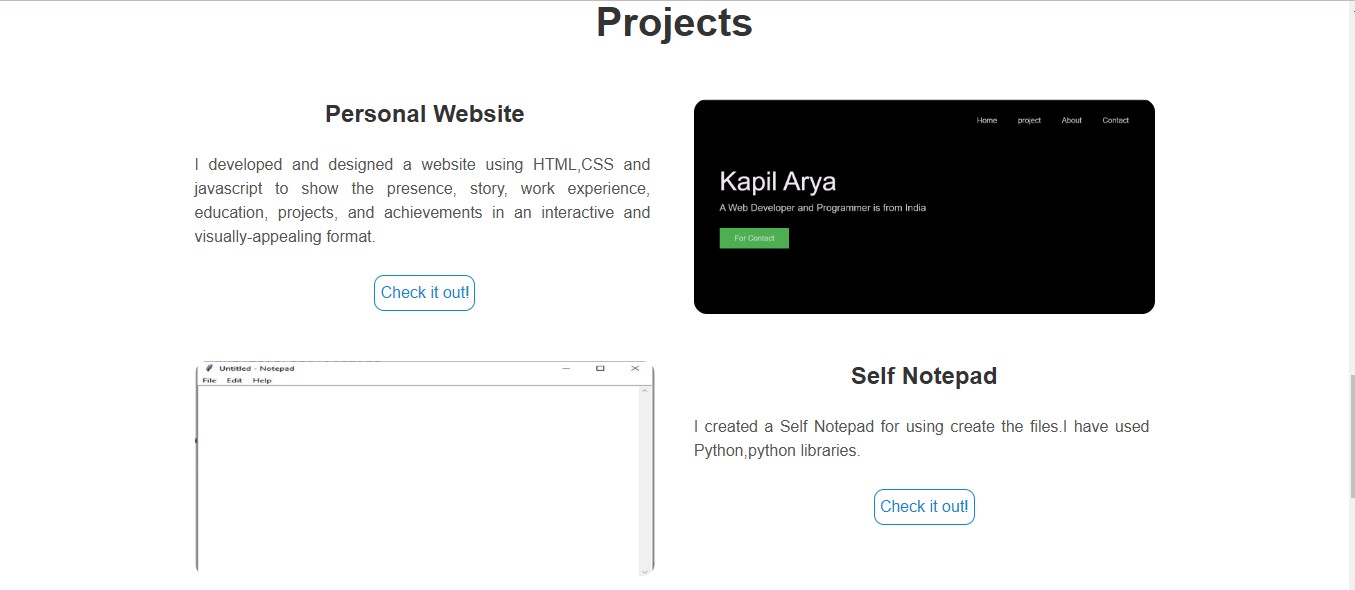 Projects
Personal Website
I developed and designed a website using HTML,CSS and
javascript to show the presence, story, work experience,
education, projects, and achievements in an interactive and
visually-appealing format.
Check it out!
Home project About Contact
Kapil Arya
A Web Developer and Programmer is from India
For Contact
Untitled - Notepad
File Edit Help
Self Notepad
I created a Self Notepad for using create the files.I have used
Python,python libraries.
Check it out!